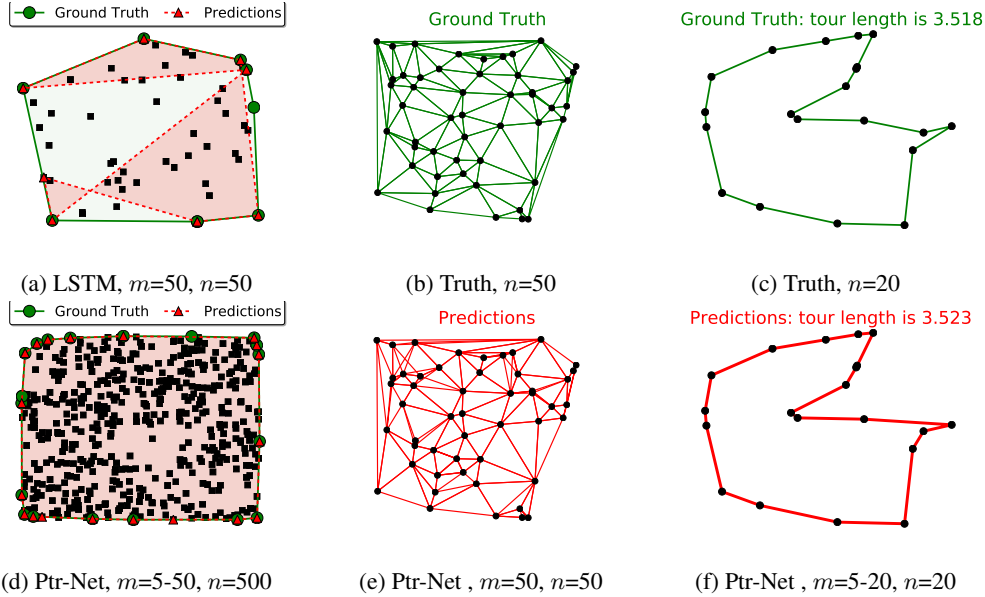 Ground Truth Predictions
Ground Truth
Ground Truth: tour length is 3.518
(a) LSTM, m=50, n=50
(b) Truth, n=50
(c) Truth, n=20
Ground Truth Predictions
Predictions
Predictions: tour length is 3.523
(d) Ptr-Net, m=5-50, n=500
(e) Ptr-Net , m=50, n=50
(f) Ptr-Net , m=5-20, n=20